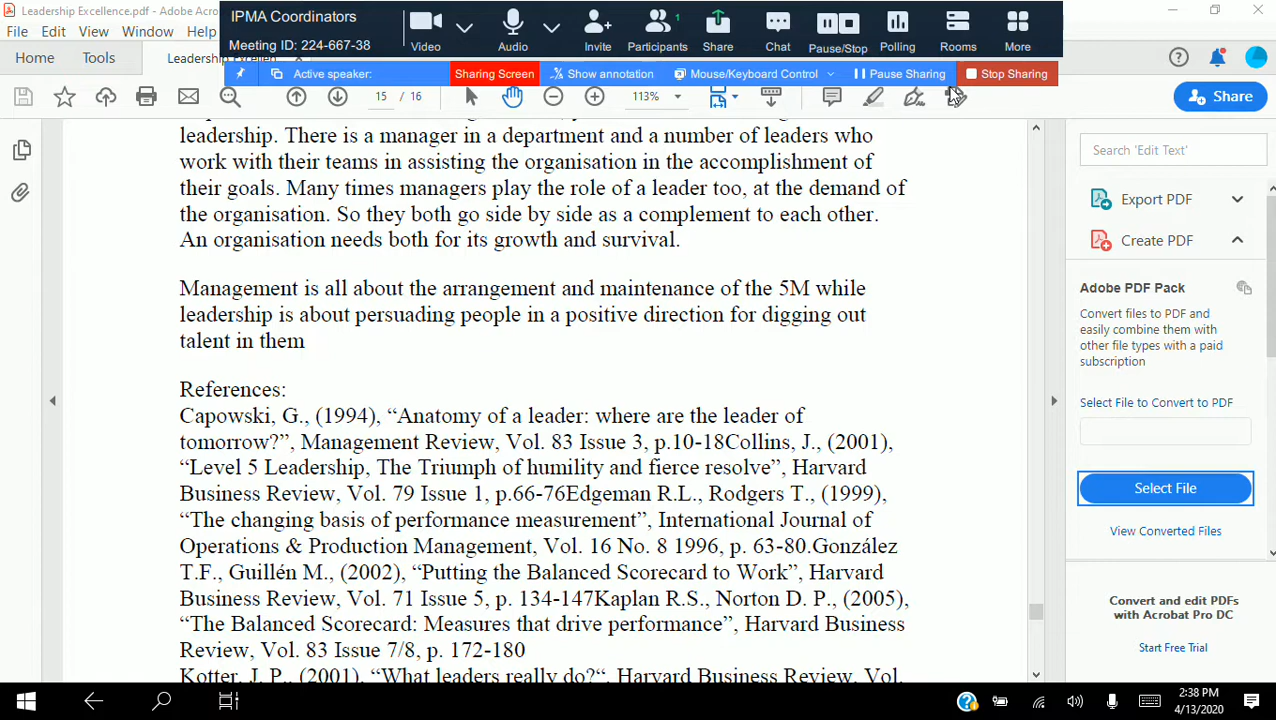 Leadership Excellence.pdf - Adobe Acro
IPMA Coordinators
Meeting ID: 224-667-38
Video
Audio
Invite
1
Participants
Share
Chat
Pause/Stop
Polling
Rooms
More
File Edit View Window Help
Active speaker:
Sharing Screen
Show annotation
Mouse/Keyboard Control
Pause Sharing
Stop Sharing
Home
Tools
Leadership Excellen...
15 / 16
113%
Share
leadership. There is a manager in a department and a number of leaders who
work with their teams in assisting the organisation in the accomplishment of
their goals. Many times managers play the role of a leader too, at the demand of
the organisation. So they both go side by side as a complement to each other.
An organisation needs both for its growth and survival.
Management is all about the arrangement and maintenance of the 5M while
leadership is about persuading people in a positive direction for digging out
talent in them
References:
Capowski, G., (1994), “Anatomy of a leader: where are the leader of
tomorrow?”, Management Review, Vol. 83 Issue 3, p.10-18Collins, J., (2001),
“Level 5 Leadership, The Triumph of humility and fierce resolve”, Harvard
Business Review, Vol. 79 Issue 1, p.66-76Edgeman R.L., Rodgers T., (1999),
“The changing basis of performance measurement”, International Journal of
Operations & Production Management, Vol. 16 No. 8 1996, p. 63-80.González
T.F., Guillén M., (2002), “Putting the Balanced Scorecard to Work”, Harvard
Business Review, Vol. 71 Issue 5, p. 134-147Kaplan R.S., Norton D. P., (2005),
“The Balanced Scorecard: Measures that drive performance”, Harvard Business
Review, Vol. 83 Issue 7/8, p. 172-180
Kotter, J. P., (2001), “What leaders really do?“, Harvard Business Review, Vol.
Search 'Edit Text'
Export PDF
Create PDF
Adobe PDF Pack
Convert files to PDF and
easily combine them with
other file types with a paid
subscription
Select File to Convert to PDF
Select File
View Converted Files
Convert and edit PDFs
with Acrobat Pro DC
Start Free Trial
2:38 PM
4/13/2020